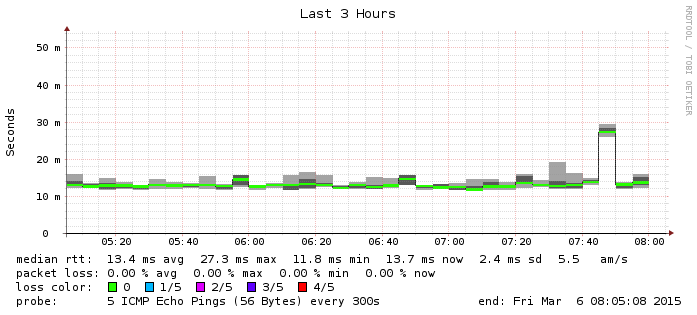 Last 3 Hours
RRDTOOL / TOBI OETIKER
Seconds
50 m
40 m
30 m
20 m
10 m
0
05:20 05:40 06:00 06:20 06:40 07:00 07:20 07:40 08:00
median rtt: 13.4 ms avg 27.3 ms max 11.8 ms min 13.7 ms now 2.4 ms sd 5.5 am/s
packet loss: 0.00 % avg 0.00 % max 0.00 % min 0.00 % now
loss color: 0 1/5 2/5 3/5 4/5
probe: 5 ICMP Echo Pings (56 Bytes) every 300s end: Fri Mar 6 08:05:08 2015